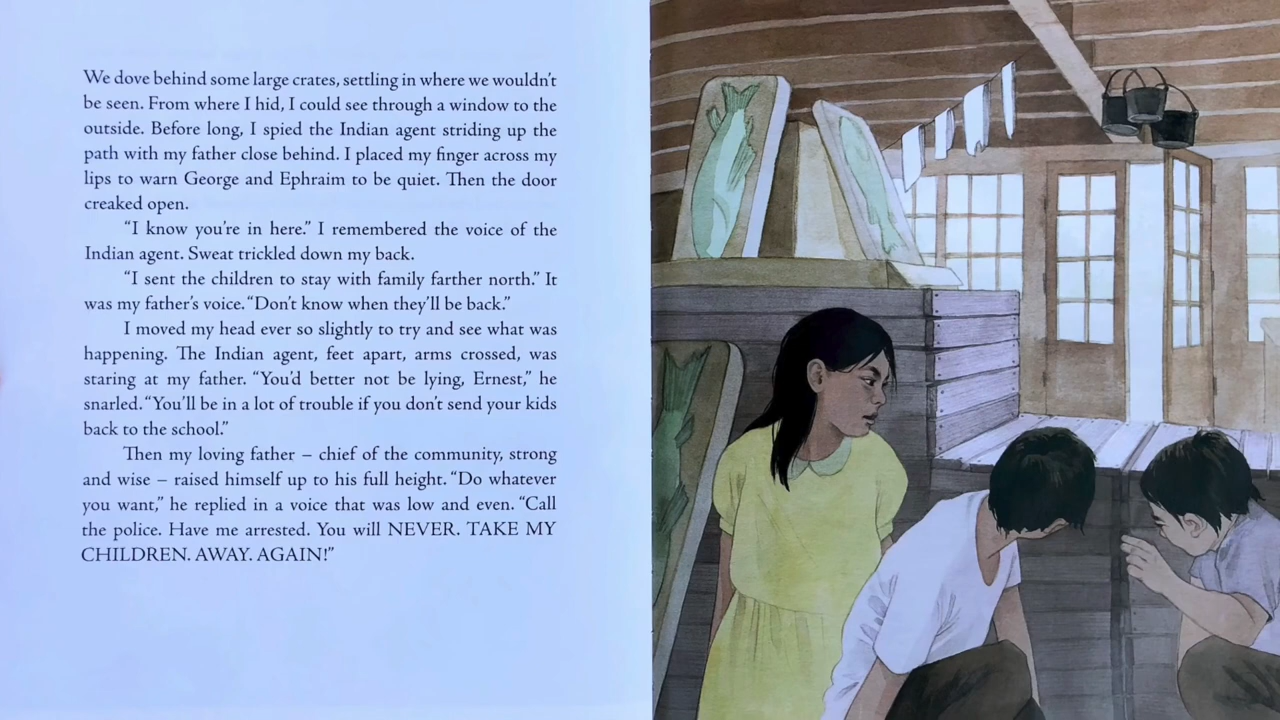 We dove behind some large crates, settling in where we wouldn't
be seen. From where I hid, I could see through a window to the
outside. Before long, I spied the Indian agent striding up the
path with my father close behind. I placed my finger across my
lips to warn George and Ephraim to be quiet. Then the door
creaked open.
“I know you're in here.” I remembered the voice of the
Indian agent. Sweat trickled down my back.
“I sent the children to stay with family farther north.” It
was my father's voice. “Don't know when they'll be back.”
I moved my head ever so slightly to try and see what was
happening. The Indian agent, feet apart, arms crossed, was
staring at my father. “You'd better not be lying, Ernest,” he
snarled. “You'll be in a lot of trouble if you don't send your kids
back to the school.”
Then my loving father – chief of the community, strong
and wise – raised himself up to his full height. “Do whatever
you want,” he replied in a voice that was low and even. “Call
the police. Have me arrested. You will NEVER. TAKE MY
CHILDREN. AWAY. AGAIN!”